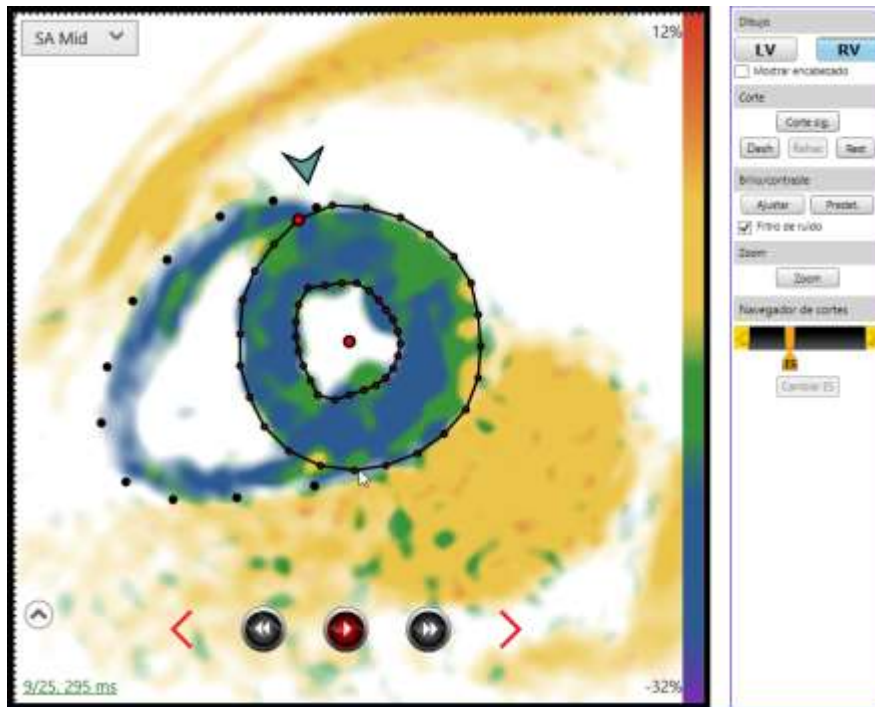 SA Mid
12%
9/25, 295 ms
-32%
Dibujo
LV RV
Mostrar encabezado
Corte
Corte sig.
Desh Rehac Rest
Brillo/contraste
Ajustar Predet.
Filtro de ruido
Zoom
Zoom
Navegador de cortes
ES
Cambiar ES